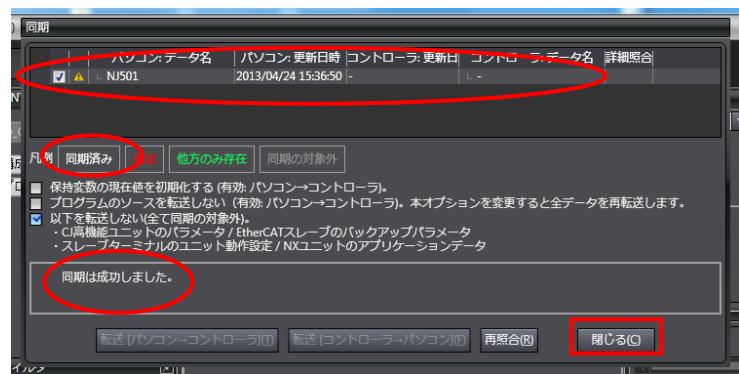 同期
パソコン: データ名 パソコン: 更新日時 コントローラ: 更新日 コントローラ: データ名 詳細照合
NJ501 2013/04/24 15:36:50 - -
凡例 同期済み 他方のみ存在 同期の対象外
保持変数の現在値を初期化する (有効: パソコン→コントローラ)。
プログラムのソースを転送しない (有効: パソコン→コントローラ)。本オプションを変更すると全データを再転送します。
以下を転送しない(全て同期の対象外)。
・CJ高機能ユニットのパラメータ / EtherCATスレーブのバックアップパラメータ
・スレーブターミナルのユニット動作設定 / NXユニットのアプリケーションデータ
同期は成功しました。
転送 [パソコン→コントローラ](T) 転送 [コントローラ→パソコン](F) 再照合(R) 閉じる(C)